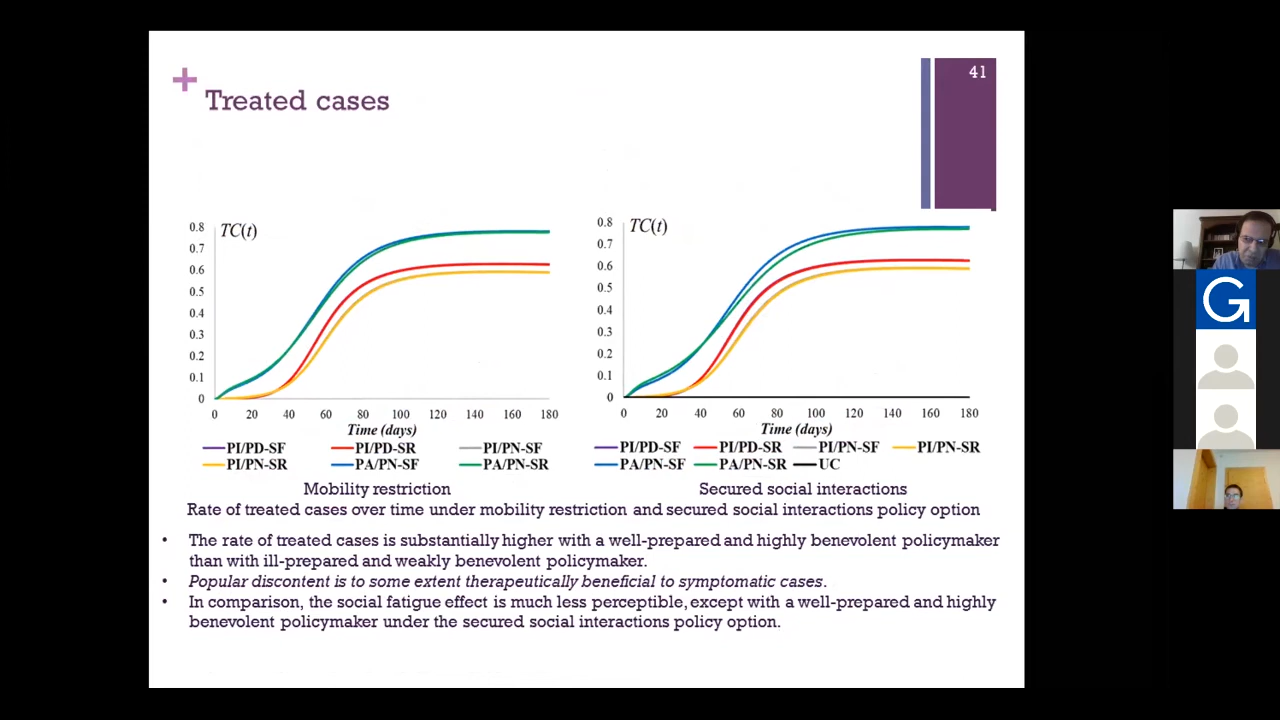 +
Treated cases
41
TC(t)
0.8
0.7
0.6
0.5
0.4
0.3
0.2
0.1
0
0 20 40 60 80 100 120 140 160 180
Time (days)
PI/PD-SF PI/PD-SR PI/PN-SF
PI/PN-SR PA/PN-SF PA/PN-SR
TC(t)
0.8
0.7
0.6
0.5
0.4
0.3
0.2
0.1
0
0 20 40 60 80 100 120 140 160 180
Time (days)
PI/PD-SF PI/PD-SR PI/PN-SF PI/PN-SR
PA/PN-SF PA/PN-SR UC
Mobility restriction
Secured social interactions
Rate of treated cases over time under mobility restriction and secured social interactions policy option
• The rate of treated cases is substantially higher with a well-prepared and highly benevolent policymaker
than with ill-prepared and weakly benevolent policymaker.
• Popular discontent is to some extent therapeutically beneficial to symptomatic cases.
• In comparison, the social fatigue effect is much less perceptible, except with a well-prepared and highly
benevolent policymaker under the secured social interactions policy option.
G